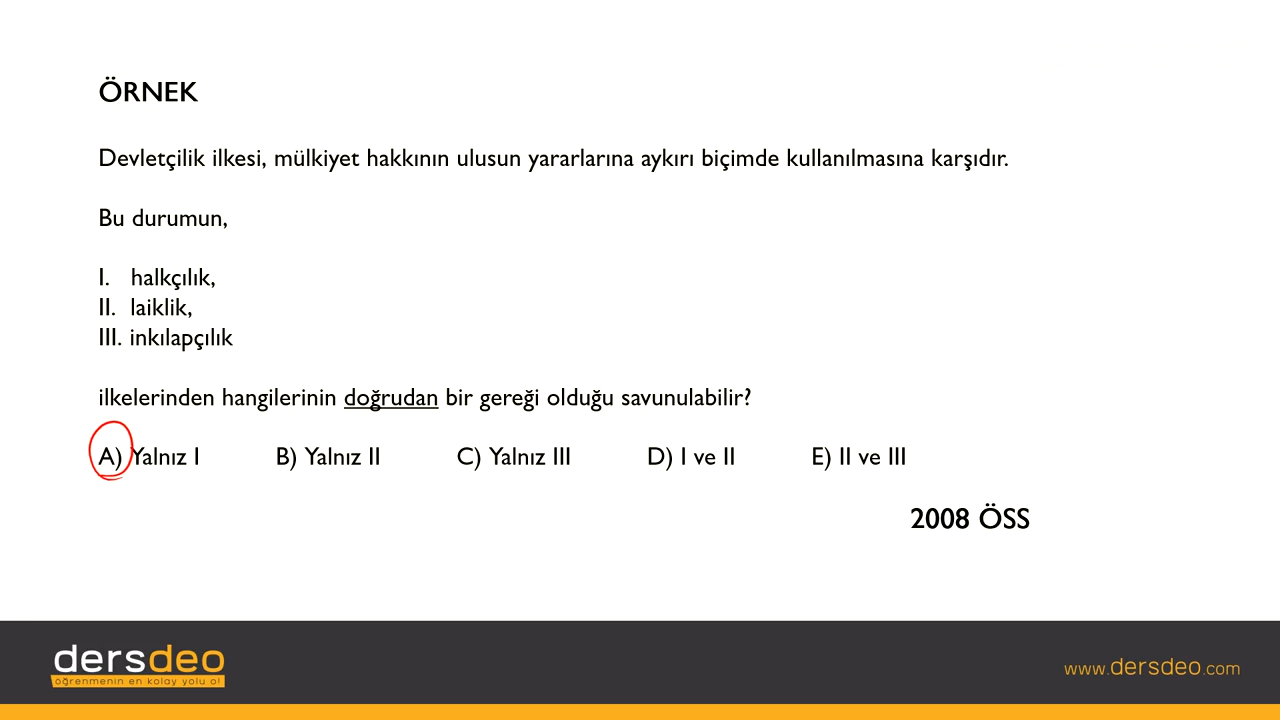 ÖRNEK
Devletçilik ilkesi, mülkiyet hakkının ulusun yararlarına aykırı biçimde kullanılmasına karşıdır.
Bu durumun,
I. halkçılık,
II. laiklik,
III. inkılapçılık
ilkelerinden hangilerinin doğrudan bir gereği olduğu savunulabilir?
A) Yalnız I B) Yalnız II C) Yalnız III D) I ve II E) II ve III
2008 ÖSS
dersdeo
öğrenmenin en kolay yolu o!
www.dersdeo.com